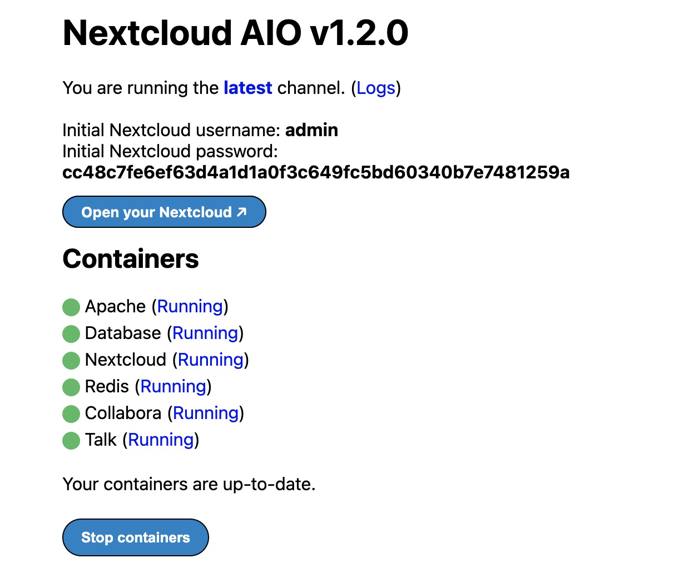 Nextcloud AIO v1.2.0
You are running the latest channel. (Logs)
Initial Nextcloud username: admin
Initial Nextcloud password:
cc48c7fe6ef63d4a1d1a0f3c649fc5bd60340b7e7481259a
Open your Nextcloud ↗
Containers
Apache (Running)
Database (Running)
Nextcloud (Running)
Redis (Running)
Collabora (Running)
Talk (Running)
Your containers are up-to-date.
Stop containers